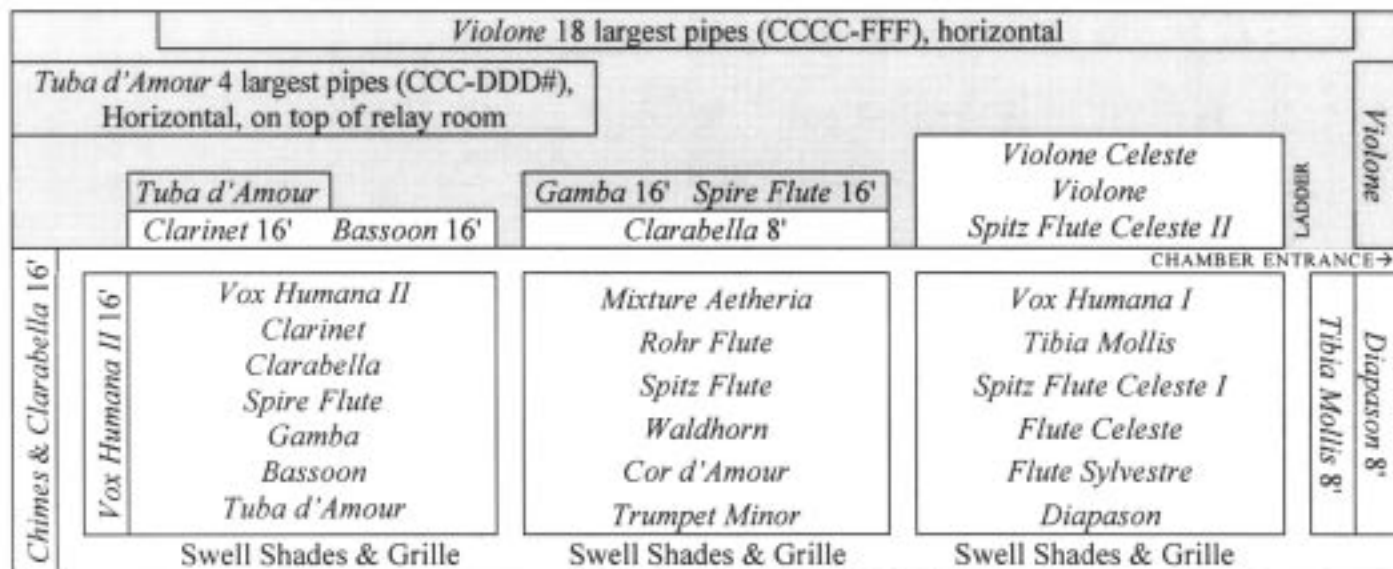 Violone 18 largest pipes (CCCC-FFF), horizontal
Tuba d'Amour 4 largest pipes (CCC-DDD#),
Horizontal, on top of relay room
Violone
Violone Celeste
Violone
Spitz Flute Celeste II
LADDER
Tuba d'Amour
Clarinet 16' Bassoon 16'
Gamba 16' Spire Flute 16'
Clarabella 8'
CHAMBER ENTRANCE→
Chimes & Clarabella 16'
Vox Humana II 16'
Vox Humana II
Clarinet
Clarabella
Spire Flute
Gamba
Bassoon
Tuba d'Amour
Swell Shades & Grille
Mixture Aetheria
Rohr Flute
Spitz Flute
Waldhorn
Cor d'Amour
Trumpet Minor
Swell Shades & Grille
Vox Humana I
Tibia Mollis
Spitz Flute Celeste I
Flute Celeste
Flute Sylvestre
Diapason
Swell Shades & Grille
Tibia Mollis 8'
Diapason 8'